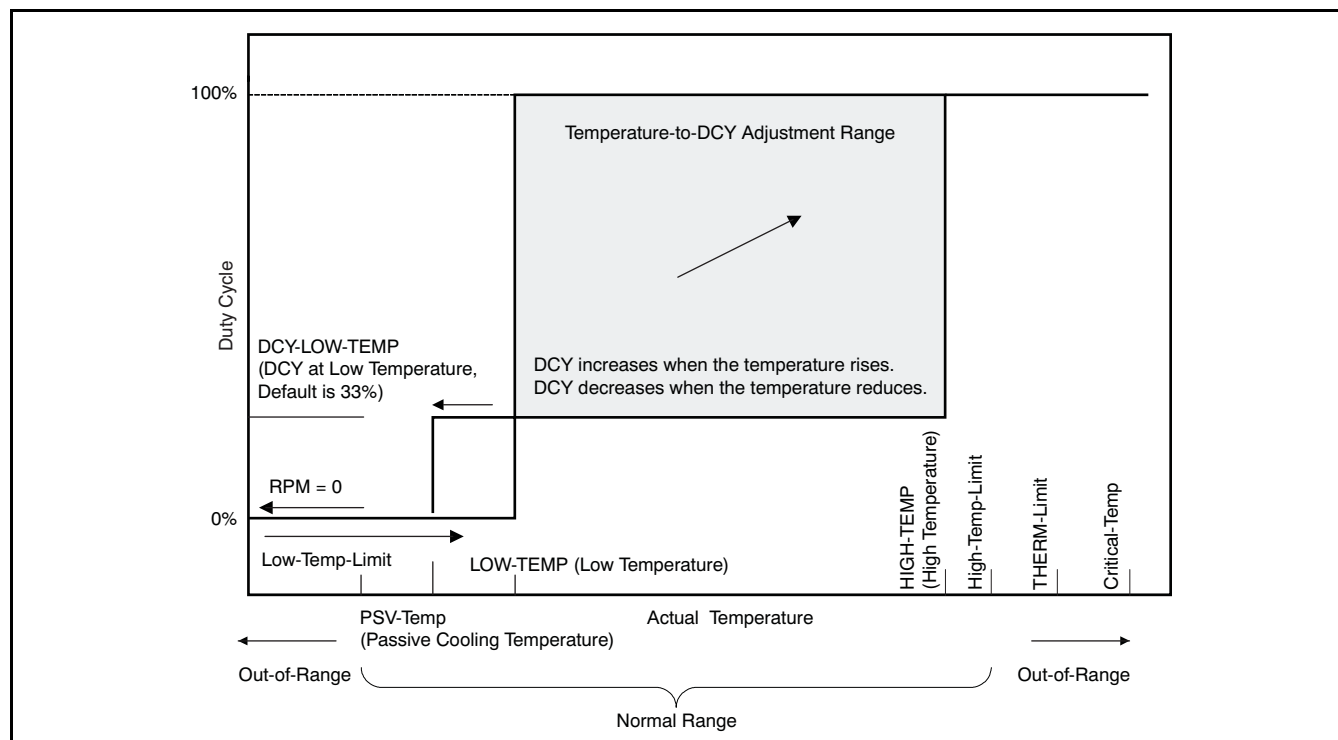 100%
Temperature-to-DCY Adjustment Range
Duty Cycle
DCY-LOW-TEMP
(DCY at Low Temperature,
Default is 33%)
DCY increases when the temperature rises.
DCY decreases when the temperature reduces.
RPM = 0
0%
Low-Temp-Limit
LOW-TEMP (Low Temperature)
HIGH-TEMP
(High Temperature)
High-Temp-Limit
THERM-Limit
Critical-Temp
PSV-Temp
(Passive Cooling Temperature)
Actual Temperature
Out-of-Range
Out-of-Range
Normal Range